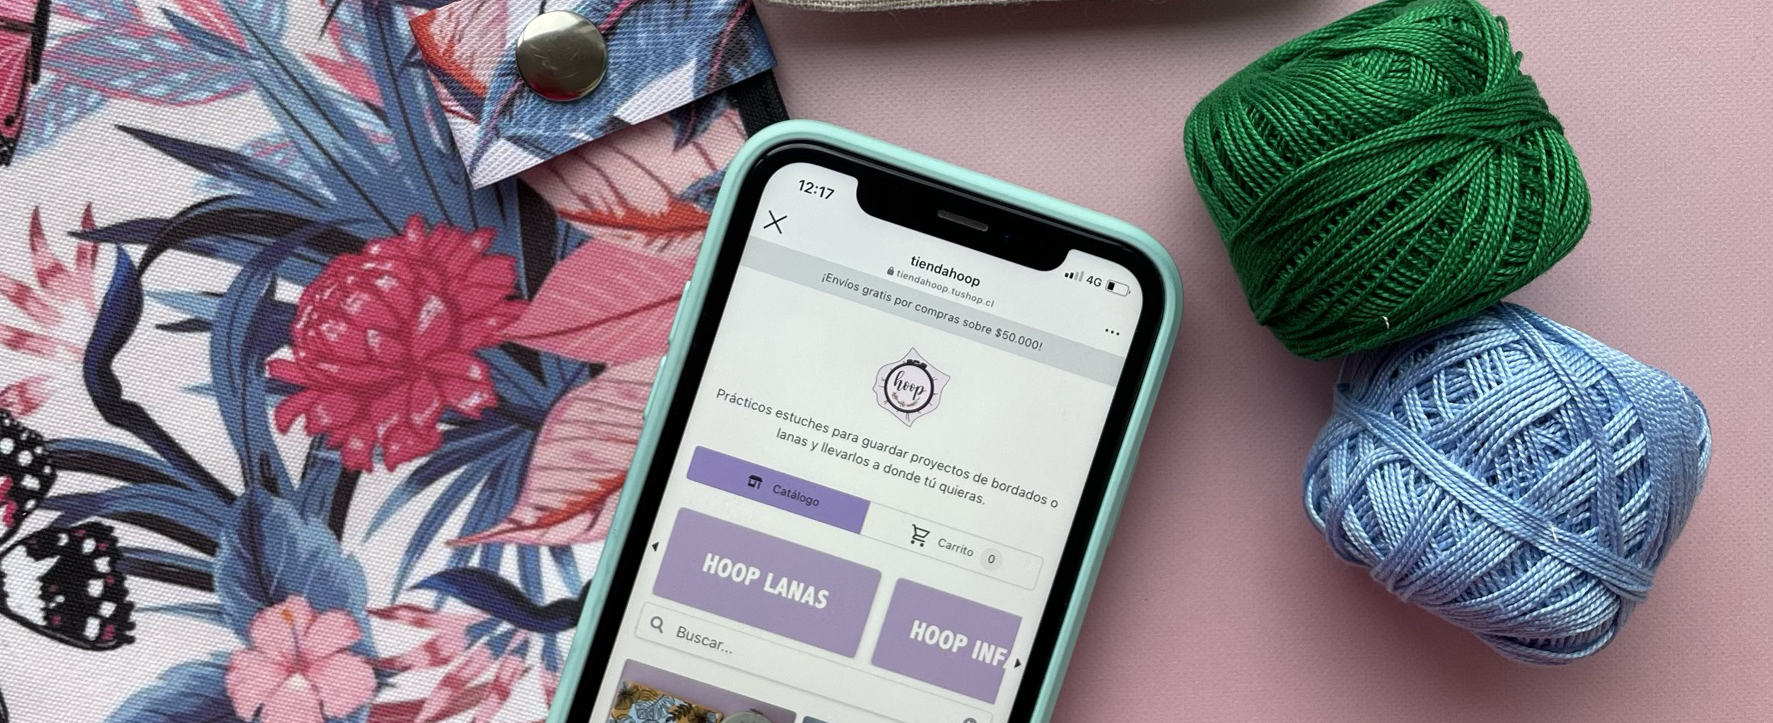 12:17
4G
tiendahoop
tiendahoop.tushop.cl
¡Envíos gratis por compras sobre $50.000!
hoop
Prácticos estuches para guardar proyectos de bordados o
lanas y llevarlos a donde tú quieras.
Catálogo
Carrito 0
HOOP LANAS
HOOP INF
Buscar...